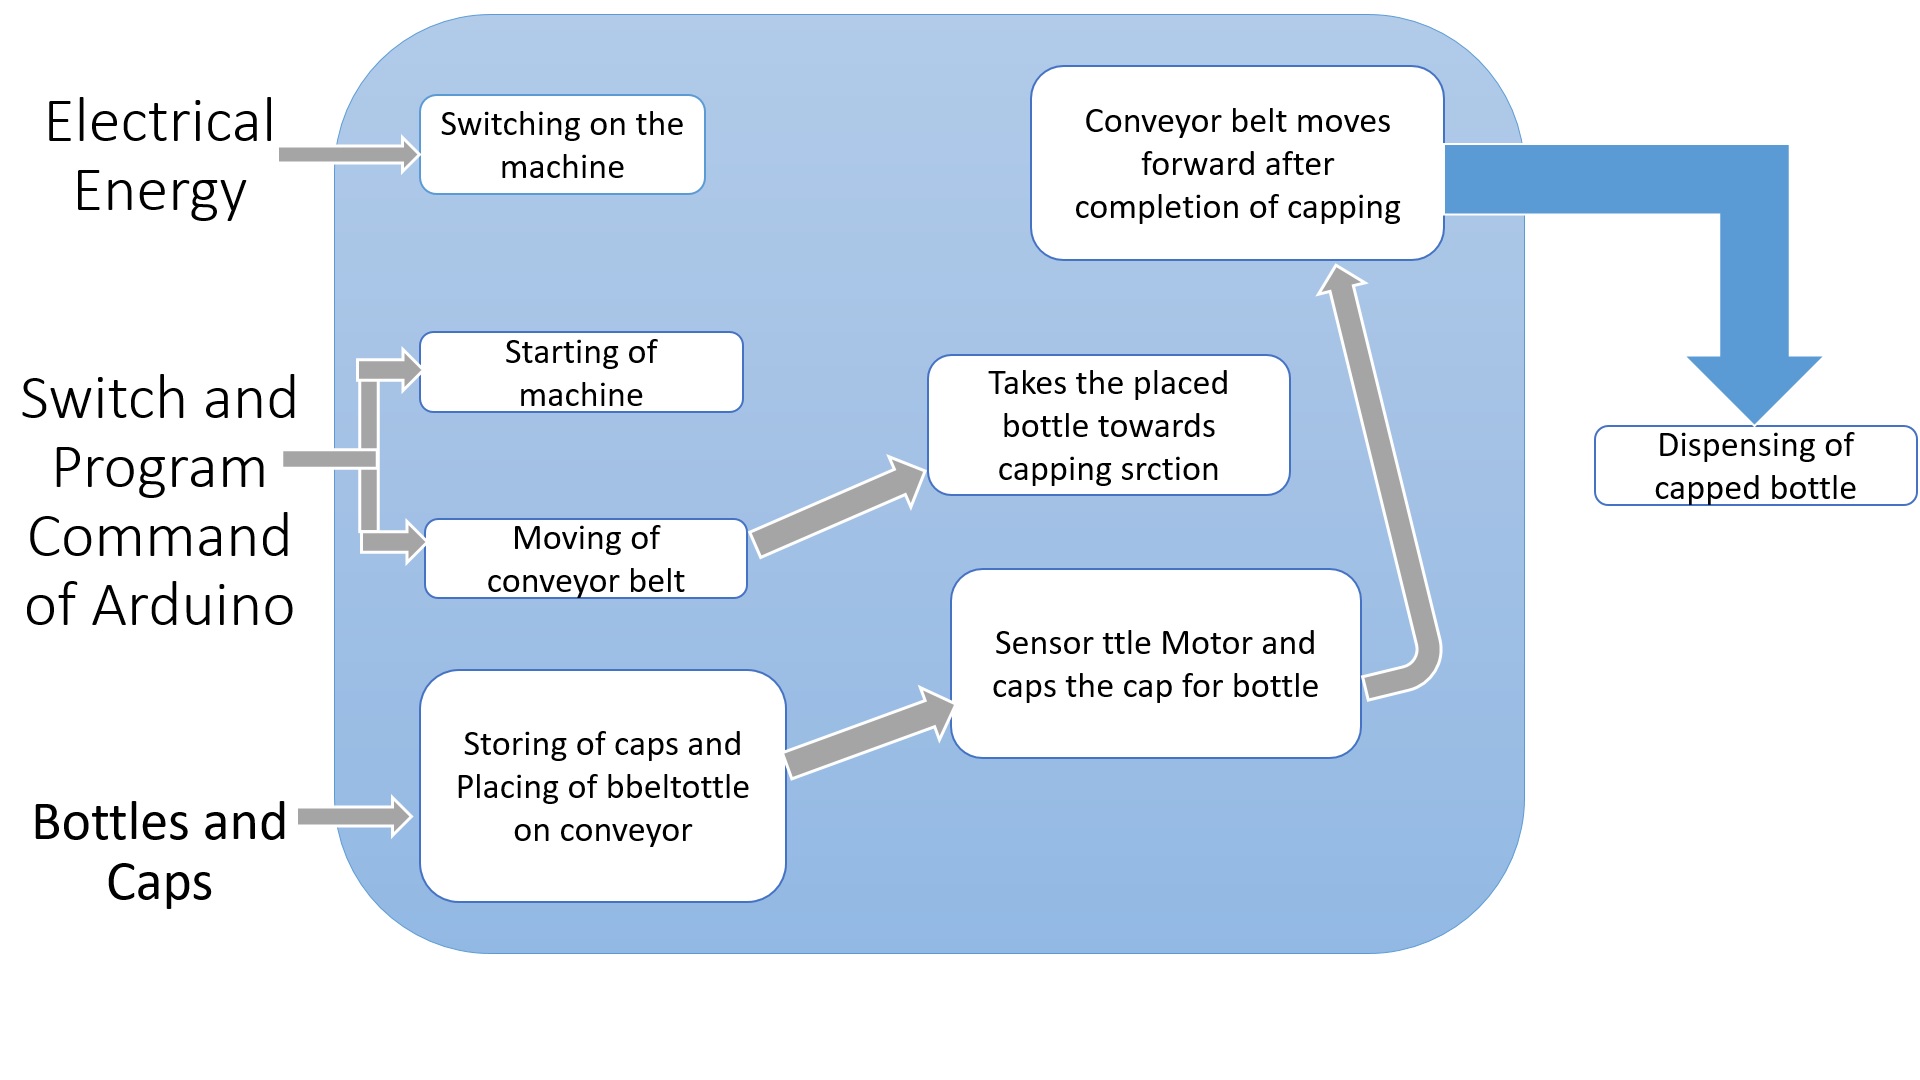 Electrical
Energy
Switching on the
machine
Conveyor belt moves
forward after
completion of capping
Switch and
Program
Command
of Arduino
Starting of
machine
Moving of
conveyor belt
Takes the placed
bottle towards
capping srction
Dispensing of
capped bottle
Bottles and
Caps
Storing of caps and
Placing of bbeltottle
on conveyor
Sensor ttle Motor and
caps the cap for bottle